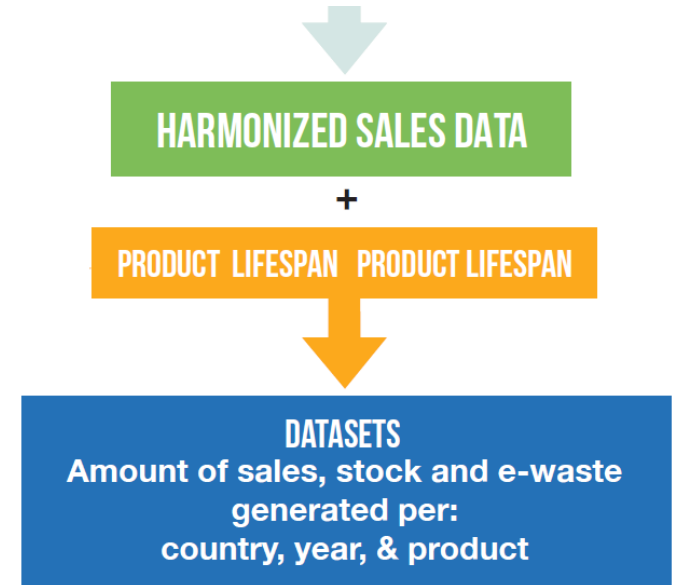 HARMONIZED SALES DATA
+
PRODUCT LIFESPAN PRODUCT LIFESPAN
DATASETS
Amount of sales, stock and e-waste
generated per:
country, year, & product